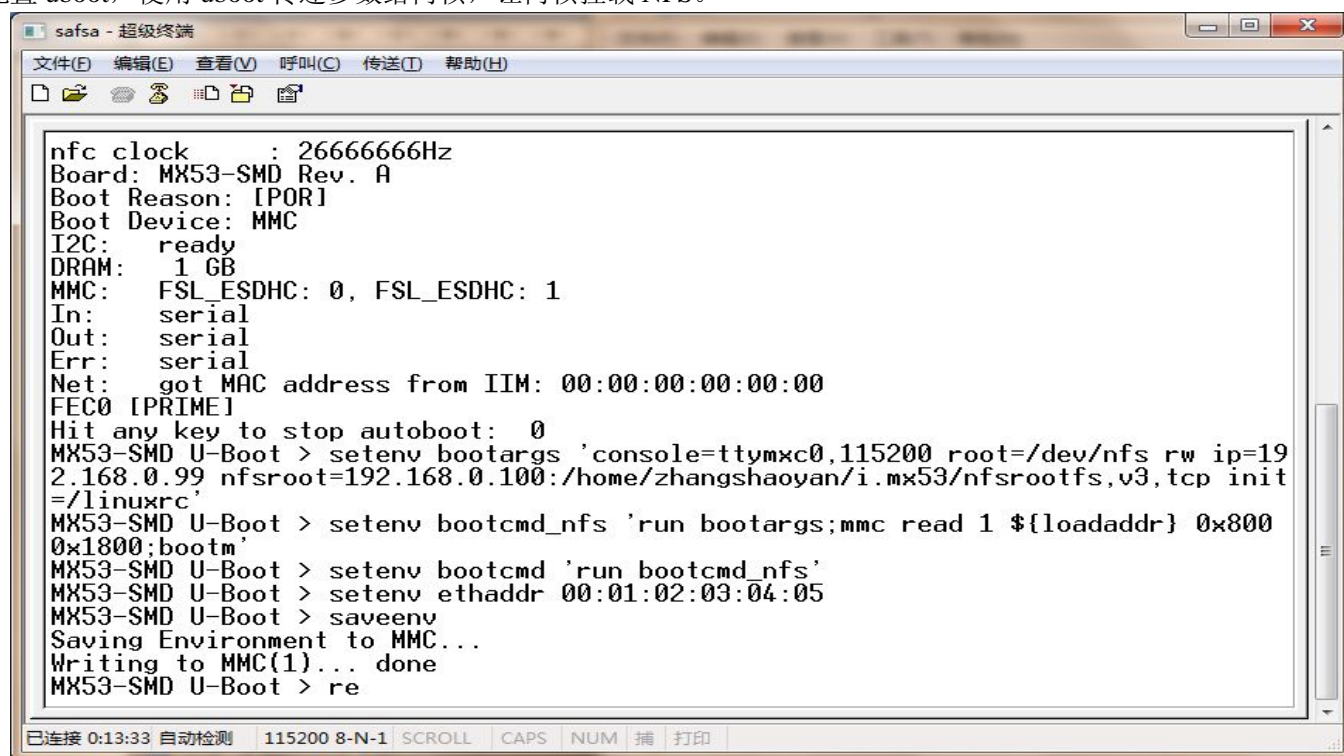 配置 uboot，使用 uboot 传递参数给内核，让内核挂载 NFS。
safsa - 超级终端
文件(F) 编辑(E) 查看(V) 呼叫(C) 传送(T) 帮助(H)
nfc clock     : 26666666Hz
Board: MX53-SMD Rev. A
Boot Reason: [POR]
Boot Device: MMC
I2C:   ready
DRAM:   1 GB
MMC:   FSL_ESDHC: 0, FSL_ESDHC: 1
In:    serial
Out:   serial
Err:   serial
Net:   got MAC address from IIM: 00:00:00:00:00:00
FEC0 [PRIME]
Hit any key to stop autoboot:  0
MX53-SMD U-Boot > setenv bootargs 'console=ttymxc0,115200 root=/dev/nfs rw ip=19
2.168.0.99 nfsroot=192.168.0.100:/home/zhangshaoyan/i.mx53/nfsrootfs,v3,tcp init
=/linuxrc'
MX53-SMD U-Boot > setenv bootcmd_nfs 'run bootargs;mmc read 1 ${loadaddr} 0x800
0x1800;bootm'
MX53-SMD U-Boot > setenv bootcmd 'run bootcmd_nfs'
MX53-SMD U-Boot > setenv ethaddr 00:01:02:03:04:05
MX53-SMD U-Boot > saveenv
Saving Environment to MMC...
Writing to MMC(1)... done
MX53-SMD U-Boot > re
已连接 0:13:33 自动检测 115200 8-N-1 SCROLL CAPS NUM 捕 打印